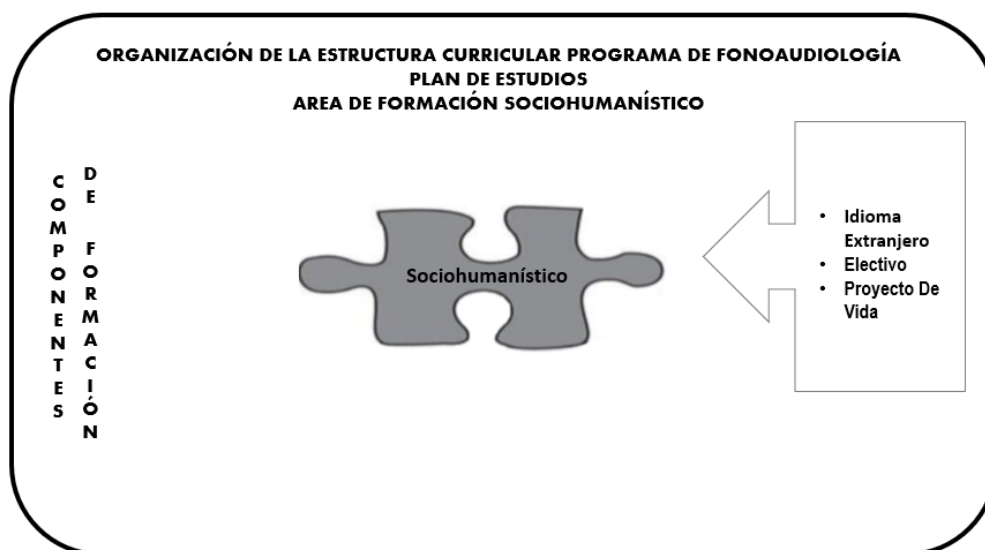 ORGANIZACIÓN DE LA ESTRUCTURA CURRICULAR PROGRAMA DE FONOAUDIOLOGÍA
PLAN DE ESTUDIOS
AREA DE FORMACIÓN SOCIOHUMANÍSTICO
COMPONENTES
DE FORMACIÓN
Sociohumanístico
• Idioma
Extranjero
• Electivo
• Proyecto De
Vida